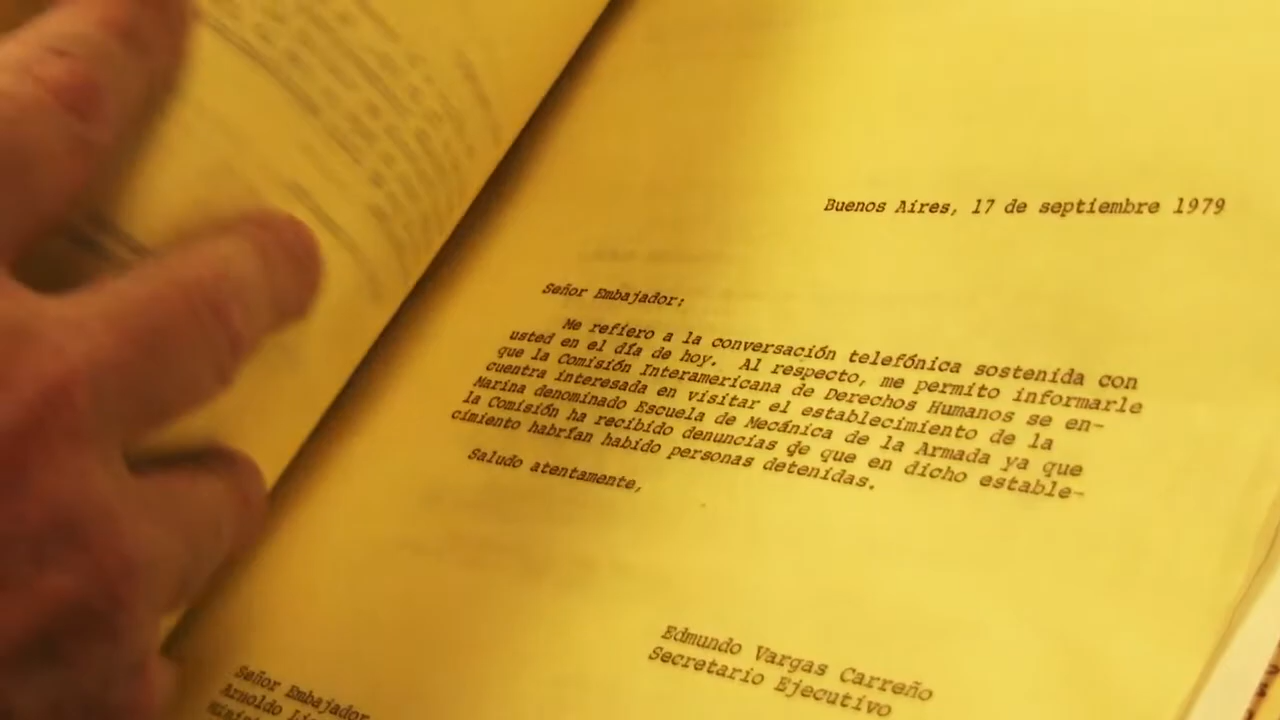 Buenos Aires, 17 de septiembre 1979
Señor Embajador:
Me refiero a la conversación telefónica sostenida con
usted en el día de hoy. Al respecto, me permito informarle
que la Comisión Interamericana de Derechos Humanos se en-
cuentra interesada en visitar el establecimiento de la
Marina denominado Escuela de Mecánica de la Armada ya que
la Comisión ha recibido denuncias de que en dicho estable-
cimiento habrían habido personas detenidas.
Saludo atentamente,
Edmundo Vargas Carreño
Secretario Ejecutivo
Señor Embajador
Arnoldo